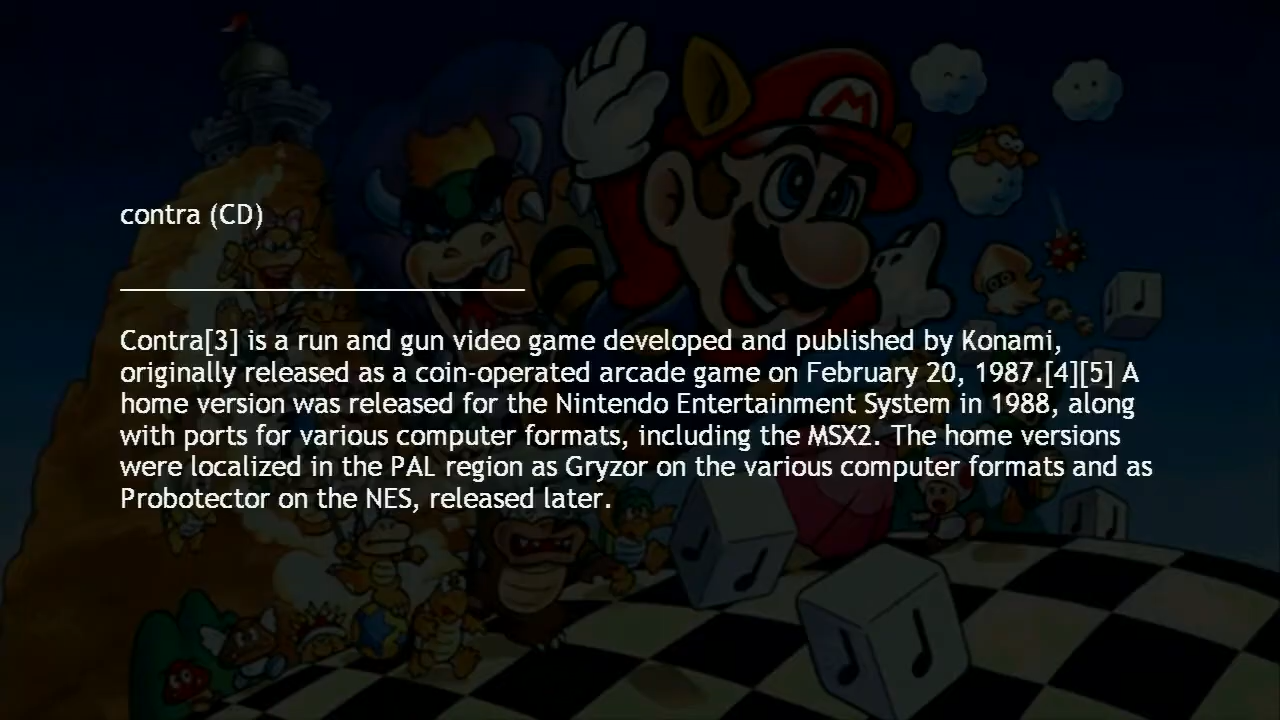 contra (CD)
Contra[3] is a run and gun video game developed and published by Konami,
originally released as a coin-operated arcade game on February 20, 1987.[4][5] A
home version was released for the Nintendo Entertainment System in 1988, along
with ports for various computer formats, including the MSX2. The home versions
were localized in the PAL region as Gryzor on the various computer formats and as
Probotector on the NES, released later.